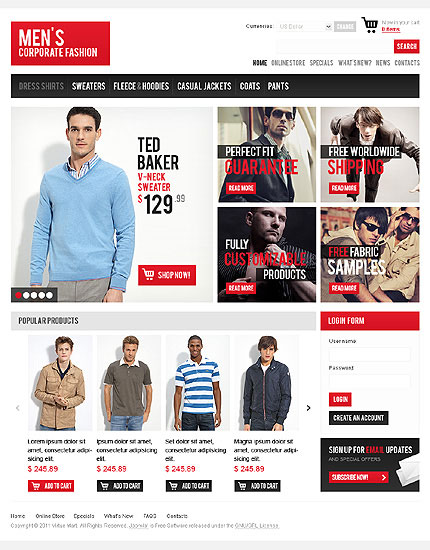 MEN'S
CORPORATE FASHION
Currencies:
US Dollar
CHANGE
Now in your cart
0 items
SEARCH
HOME ONLINE STORE SPECIALS WHAT'S NEW? NEWS CONTACTS
DRESS SHIRTS SWEATERS FLEECE & HOODIES CASUAL JACKETS COATS PANTS
TED
BAKER
V-NECK
SWEATER
$129.99
SHOP NOW!
PERFECT FIT
GUARANTEE
READ MORE
FREE WORLDWIDE
SHIPPING
READ MORE
FULLY
CUSTOMIZABLE
PRODUCTS
READ MORE
FREE FABRIC
SAMPLES
READ MORE
POPULAR PRODUCTS
Lorem ipsum dolor sit
amet, consectetur adipi-
sicing elit.
$ 245.89
ADD TO CART
Ipsum dolor sit amet,
consectetur adipisicing
elit.
$ 245.89
ADD TO CART
Set dolor sit amet,
consectetur adipisicing
elit.
$ 245.89
ADD TO CART
Magna ipsum dolor sit
amet, consectetur adipi-
sicing elit.
$ 245.89
ADD TO CART
LOGIN FORM
Username
Password
LOGIN
CREATE AN ACCOUNT
SIGN UP FOR EMAIL UPDATES
AND SPECIAL OFFERS
SUBSCRIBE NOW!
Home Online Store Specials What's New FAQS Contacts
Copyright © 2011 Virtue Mart. All Rights Reserved. Joomla! is Free Software released under the GNU/GPL License.